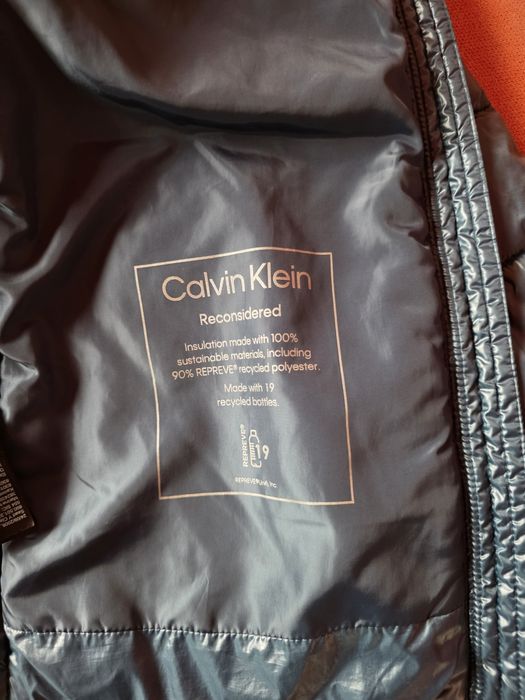 Calvin Klein
Reconsidered
Insulation made with 100%
sustainable materials, including
90% REPREVE® recycled polyester.
Made with 19
recycled bottles.
REPREVE®
19
REPREVE®Unifi, Inc